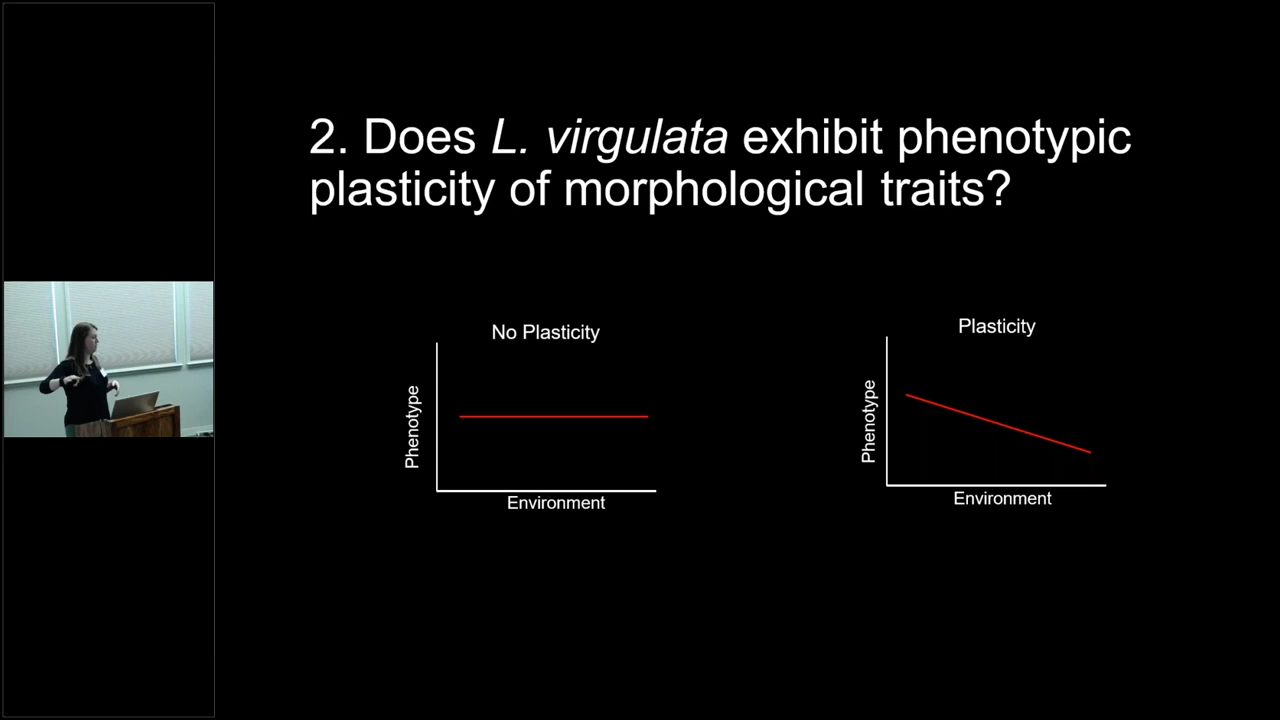 2. Does L. virgulata exhibit phenotypic
plasticity of morphological traits?
No Plasticity
Phenotype
Environment
Plasticity
Phenotype
Environment